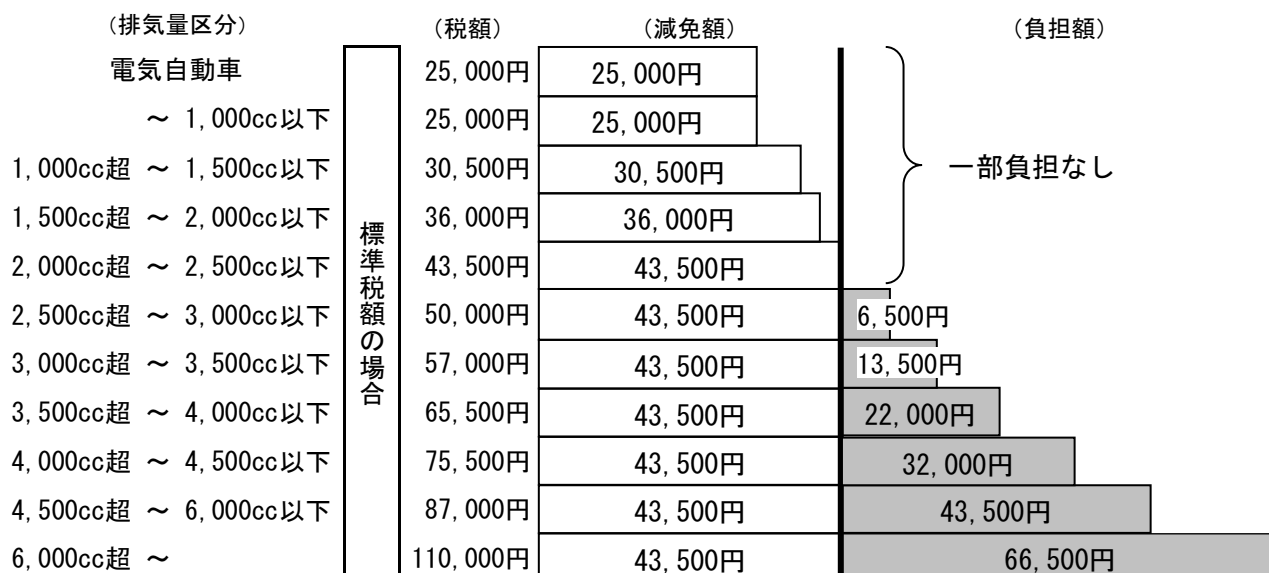 （排気量区分） （税額） （減免額） （負担額）
電気自動車 25,000円 25,000円
～ 1,000cc以下 25,000円 25,000円
1,000cc超 ～ 1,500cc以下 30,500円 30,500円 一部負担なし
1,500cc超 ～ 2,000cc以下 36,000円 36,000円
標準税額の場合
2,000cc超 ～ 2,500cc以下 43,500円 43,500円
2,500cc超 ～ 3,000cc以下 50,000円 43,500円 6,500円
3,000cc超 ～ 3,500cc以下 57,000円 43,500円 13,500円
3,500cc超 ～ 4,000cc以下 65,500円 43,500円 22,000円
4,000cc超 ～ 4,500cc以下 75,500円 43,500円 32,000円
4,500cc超 ～ 6,000cc以下 87,000円 43,500円 43,500円
6,000cc超 ～ 110,000円 43,500円 66,500円